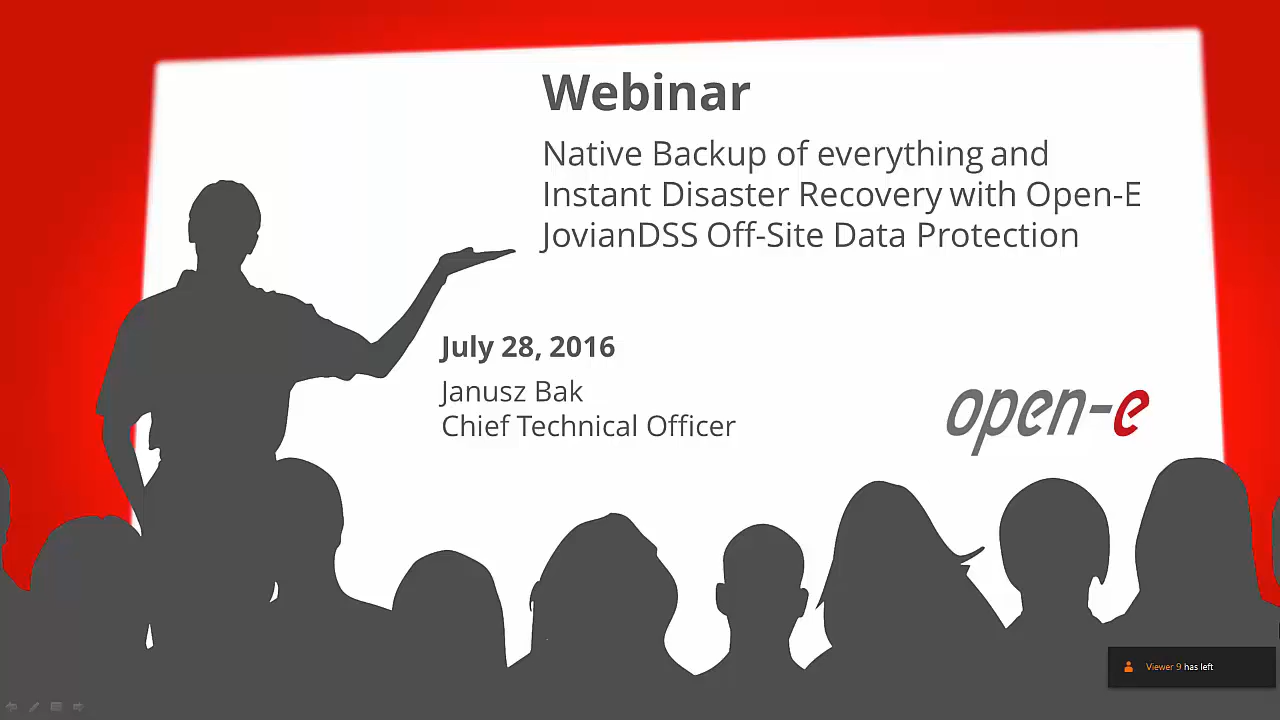 Webinar
Native Backup of everything and
Instant Disaster Recovery with Open-E
JovianDSS Off-Site Data Protection
July 28, 2016
Janusz Bak
Chief Technical Officer
open-e
Viewer 9 has left